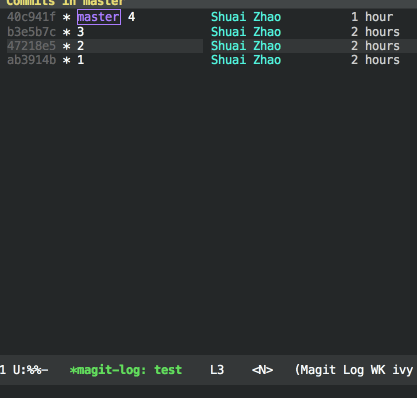 Commits in master
40c941f * master 4 Shuai Zhao 1 hour
b3e5b7c * 3 Shuai Zhao 2 hours
47218e5 * 2 Shuai Zhao 2 hours
ab3914b * 1 Shuai Zhao 2 hours
1 U:%%- *magit-log: test L3 <N> (Magit Log WK ivy